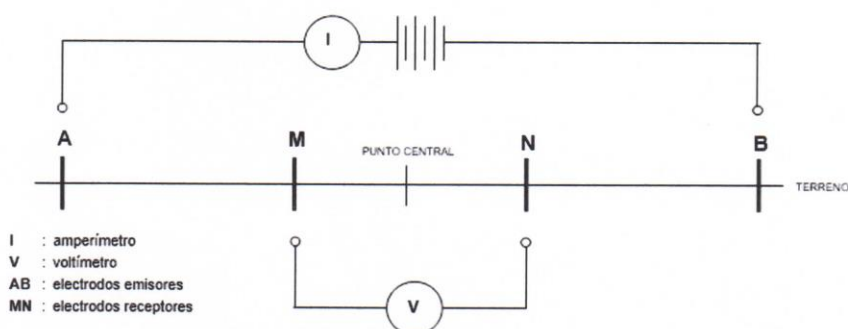 I
A
M
PUNTO CENTRAL
N
B
TERRENO
I : amperímetro
V : voltímetro
AB : electrodos emisores
MN : electrodos receptores
V